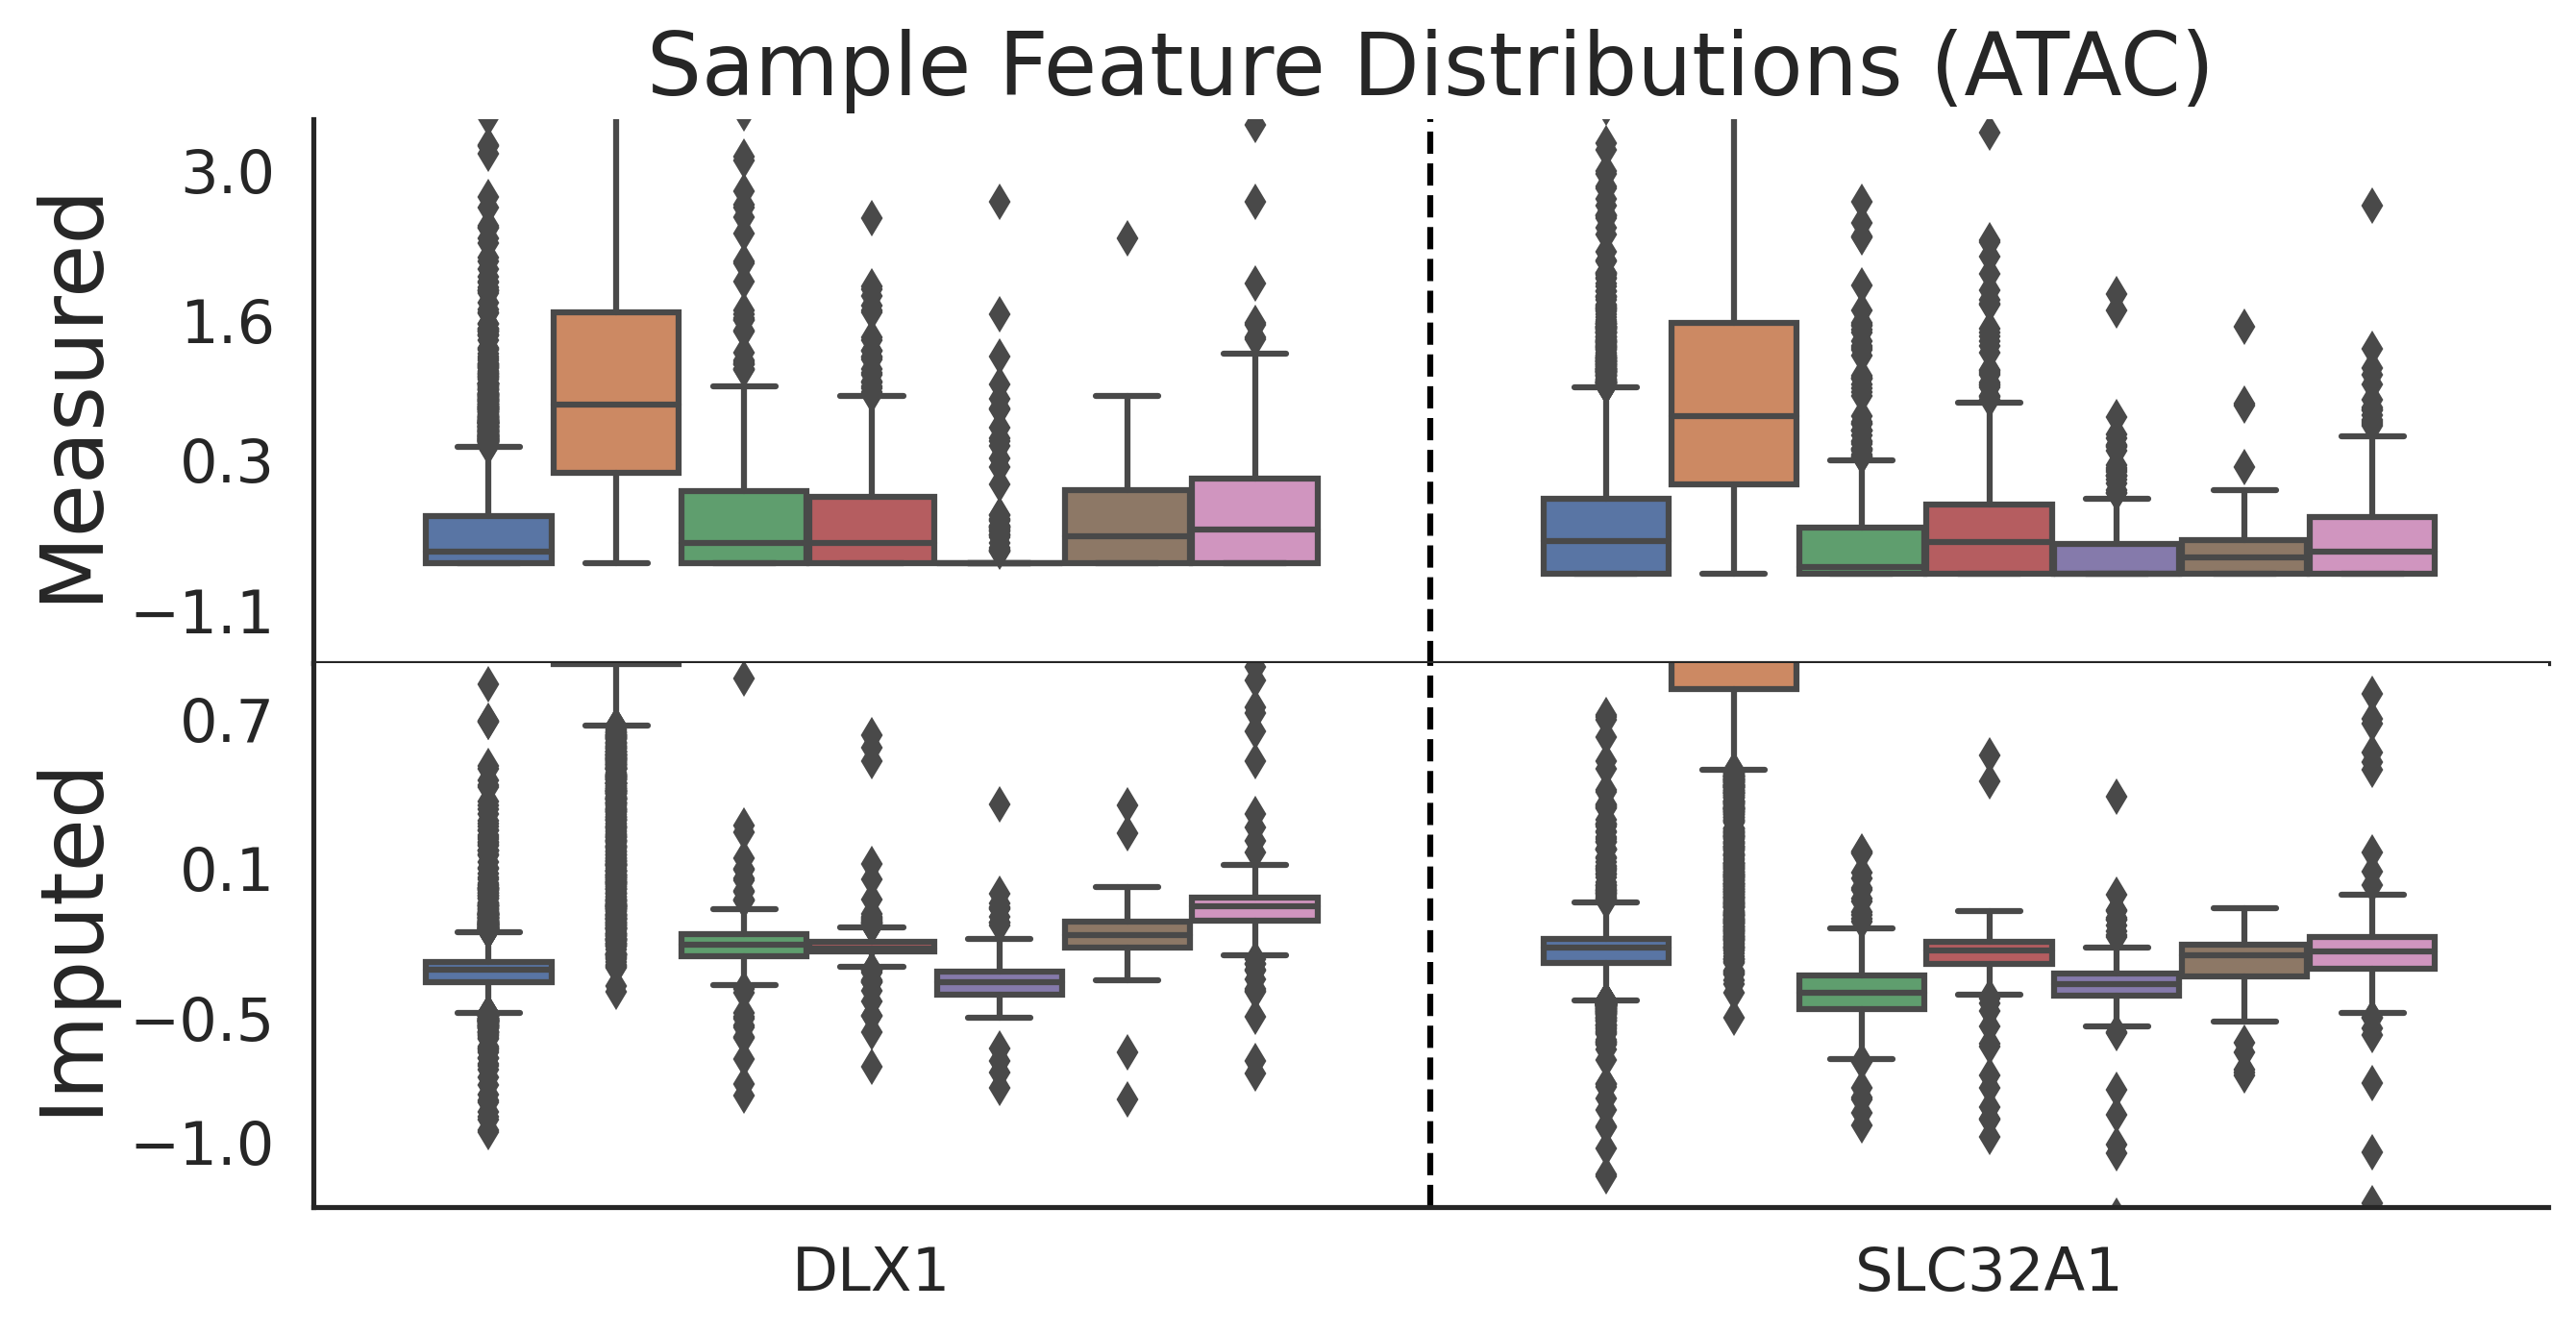 Sample Feature Distributions (ATAC)
Measured
3.0
1.6
0.3
−1.1
Imputed
0.7
0.1
−0.5
−1.0
DLX1
SLC32A1